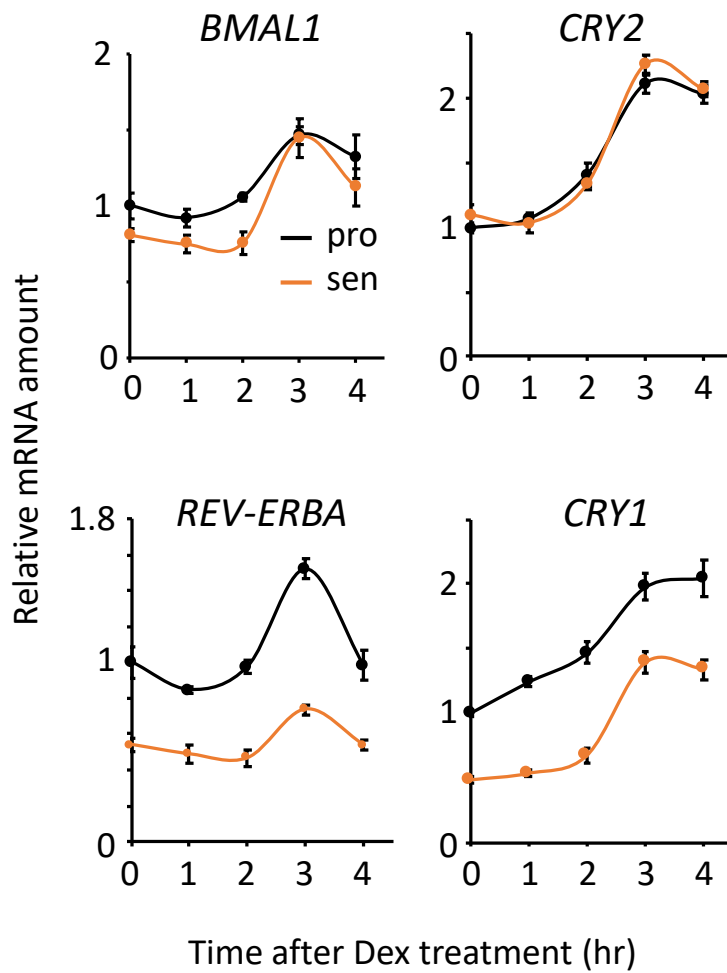 BMAL1
2
1
0
pro
sen
0 1 2 3 4
CRY2
2
1
0
0 1 2 3 4
Relative mRNA amount
REV-ERBA
1.8
1
0
0 1 2 3 4
CRY1
2
1
0
0 1 2 3 4
Time after Dex treatment (hr)